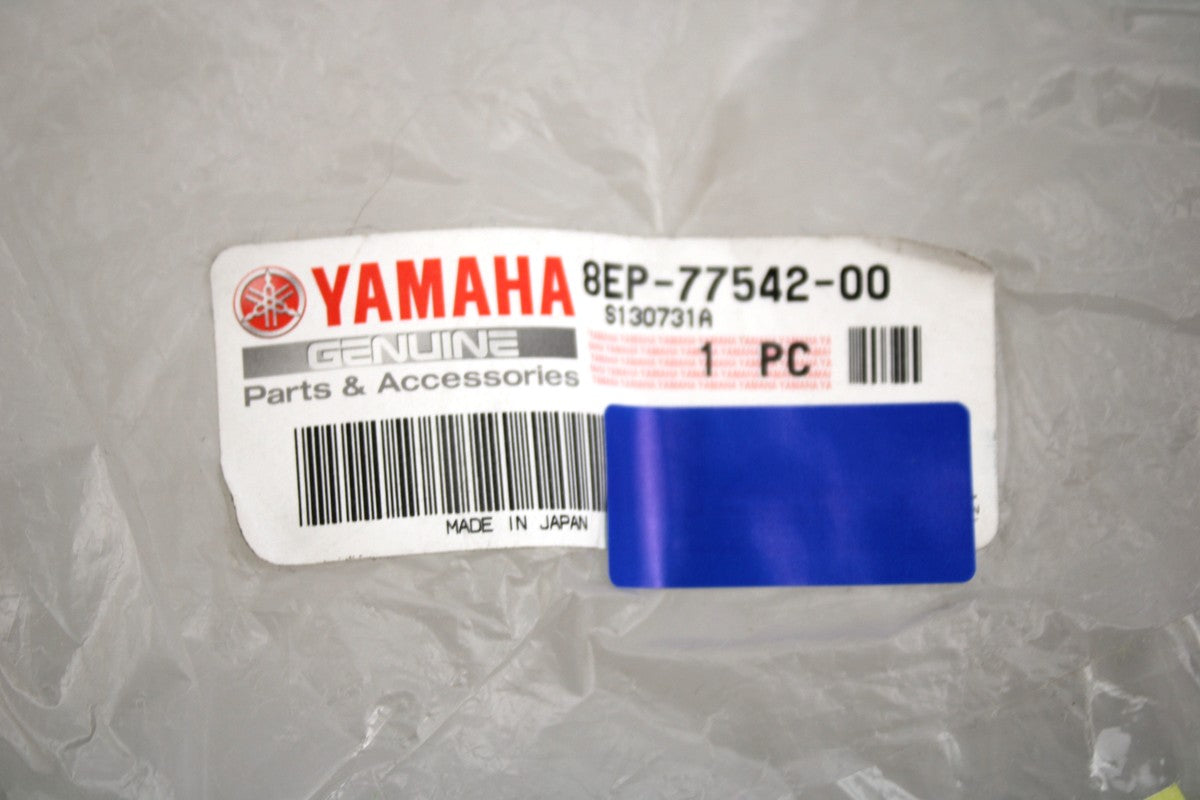 YAMAHA
8EP-77542-00
S130731A
GENUINE
1 PC
Parts & Accessories
MADE IN JAPAN